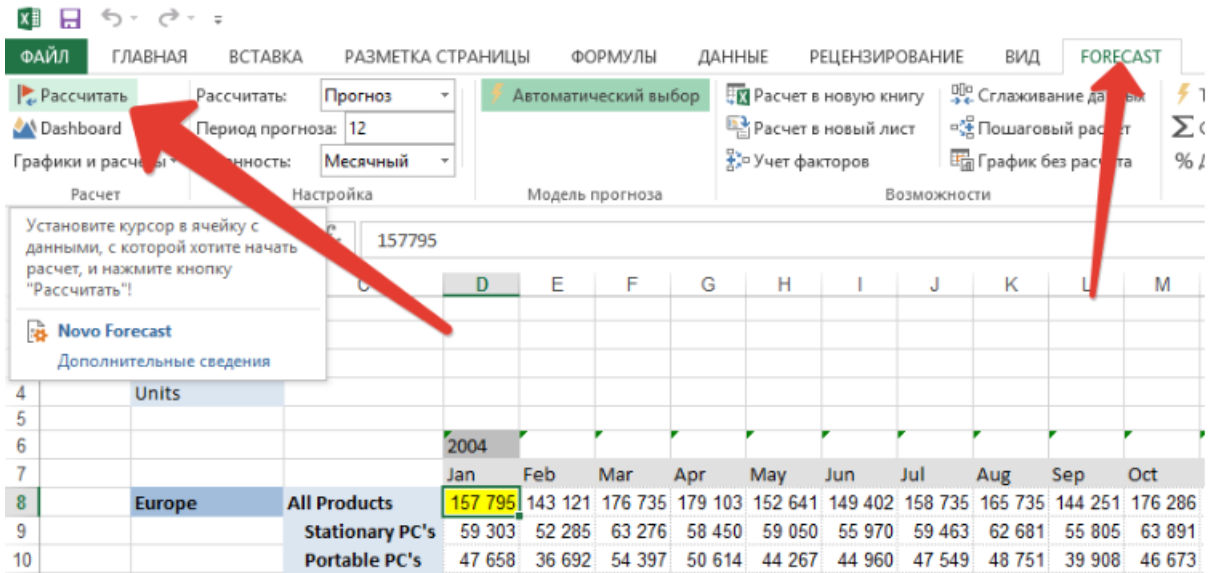 ФАЙЛ ГЛАВНАЯ ВСТАВКА РАЗМЕТКА СТРАНИЦЫ ФОРМУЛЫ ДАННЫЕ РЕЦЕНЗИРОВАНИЕ ВИД FORECAST
Рассчитать Рассчитать: Прогноз Автоматический выбор Расчет в новую книгу Сглаживание данных
Dashboard Период прогноза: 12 Расчет в новый лист Пошаговый расчет Σ
Графики и расчеты Месячный Учет факторов График без расчета %
Расчет Настройка Модель прогноза Возможности
Установите курсор в ячейку с
данными, с которой хотите начать
расчет, и нажмите кнопку
"Рассчитать"!
Novo Forecast
Дополнительные сведения
157795
D E F G H I J K L M
4 Units
5
6 2004
7 Jan Feb Mar Apr May Jun Jul Aug Sep Oct
8 Europe All Products 157 795 143 121 176 735 179 103 152 641 149 402 158 735 165 735 144 251 176 286
9 Stationary PC's 59 303 52 285 63 276 58 450 59 050 55 970 59 463 62 681 55 805 63 891
10 Portable PC's 47 658 36 692 54 397 50 614 44 267 44 960 47 549 48 751 39 908 46 673